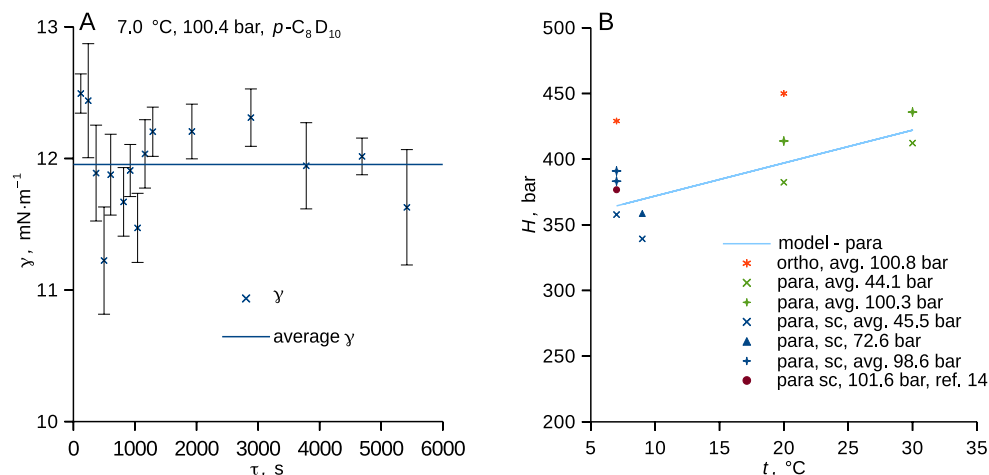 A 7.0 °C, 100.4 bar, p-C₈D₁₀
13
12
11
10
γ, mN·m⁻¹
γ
average γ
0 1000 2000 3000 4000 5000 6000
τ, s
B
500
450
400
350
300
250
200
H, bar
model - para
ortho, avg. 100.8 bar
para, avg. 44.1 bar
para, avg. 100.3 bar
para, sc, avg. 45.5 bar
para, sc, 72.6 bar
para, sc, avg. 98.6 bar
para sc, 101.6 bar, ref. 14
5 10 15 20 25 30 35
t, °C